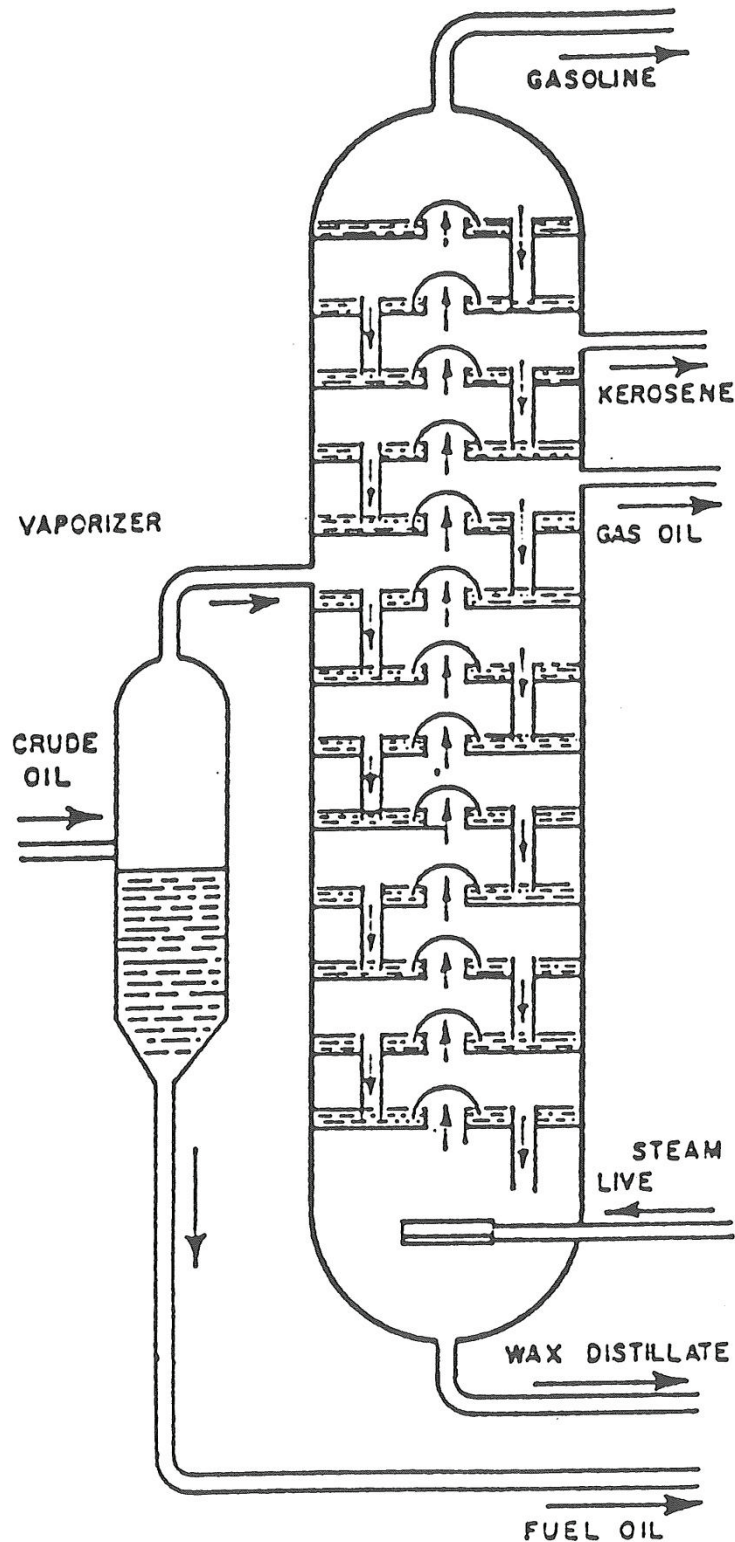 GASOLINE
KEROSENE
GAS OIL
VAPORIZER
CRUDE
OIL
STEAM
LIVE
WAX DISTILLATE
FUEL OIL